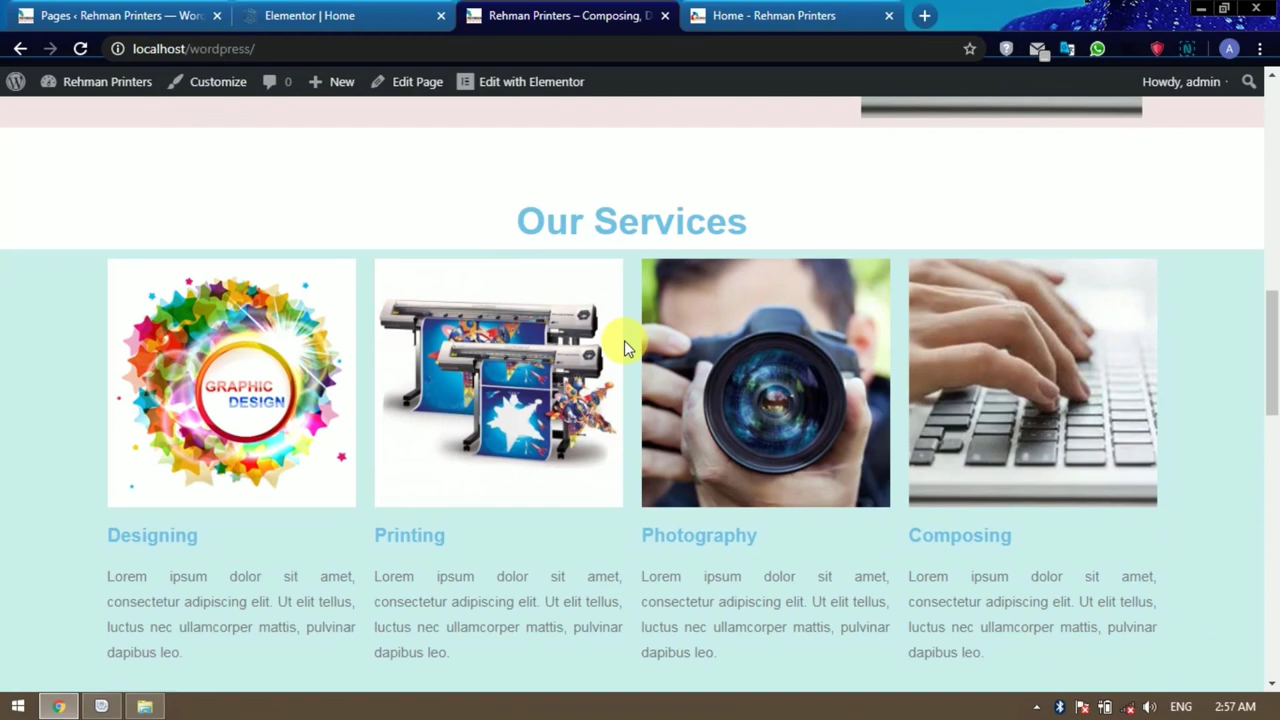 Pages ‹ Rehman Printers — Wor
Elementor | Home
Rehman Printers – Composing, D
Home - Rehman Printers
localhost/wordpress/
A
Rehman Printers
Customize
0
New
Edit Page
Edit with Elementor
Howdy, admin
Our Services
GRAPHIC
DESIGN
Designing
Printing
Photography
Composing
Lorem ipsum dolor sit amet,
consectetur adipiscing elit. Ut elit tellus,
luctus nec ullamcorper mattis, pulvinar
dapibus leo.
Lorem ipsum dolor sit amet,
consectetur adipiscing elit. Ut elit tellus,
luctus nec ullamcorper mattis, pulvinar
dapibus leo.
Lorem ipsum dolor sit amet,
consectetur adipiscing elit. Ut elit tellus,
luctus nec ullamcorper mattis, pulvinar
dapibus leo.
Lorem ipsum dolor sit amet,
consectetur adipiscing elit. Ut elit tellus,
luctus nec ullamcorper mattis, pulvinar
dapibus leo.
ENG
2:57 AM